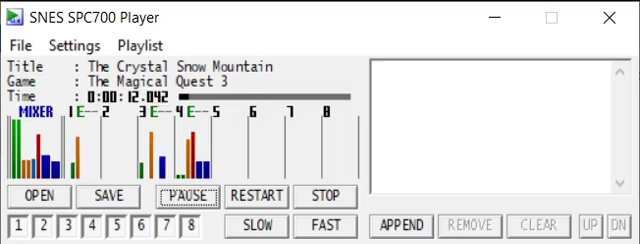 SNES SPC700 Player
File Settings Playlist
Title : The Crystal Snow Mountain
Game : The Magical Quest 3
Time : 0:00:12.042
MIXER 1 E-- 2 3 E-- 4 E-- 5 6 7 8
OPEN SAVE PAUSE RESTART STOP
1 2 3 4 5 6 7 8 SLOW FAST APPEND REMOVE CLEAR UP DN